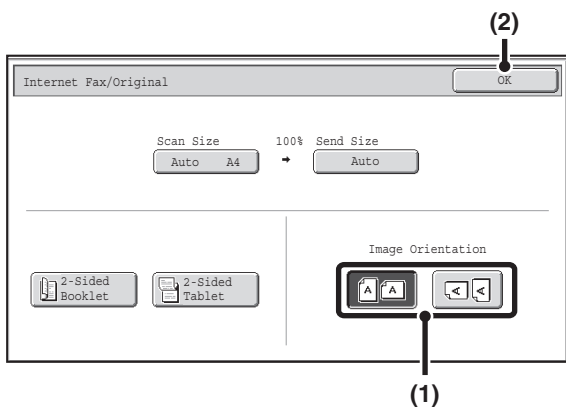 (2)
Internet Fax/Original
OK
Scan Size 100% Send Size
Auto A4 Auto
Image Orientation
2-Sided
Booklet
2-Sided
Tablet
A A A A
(1)